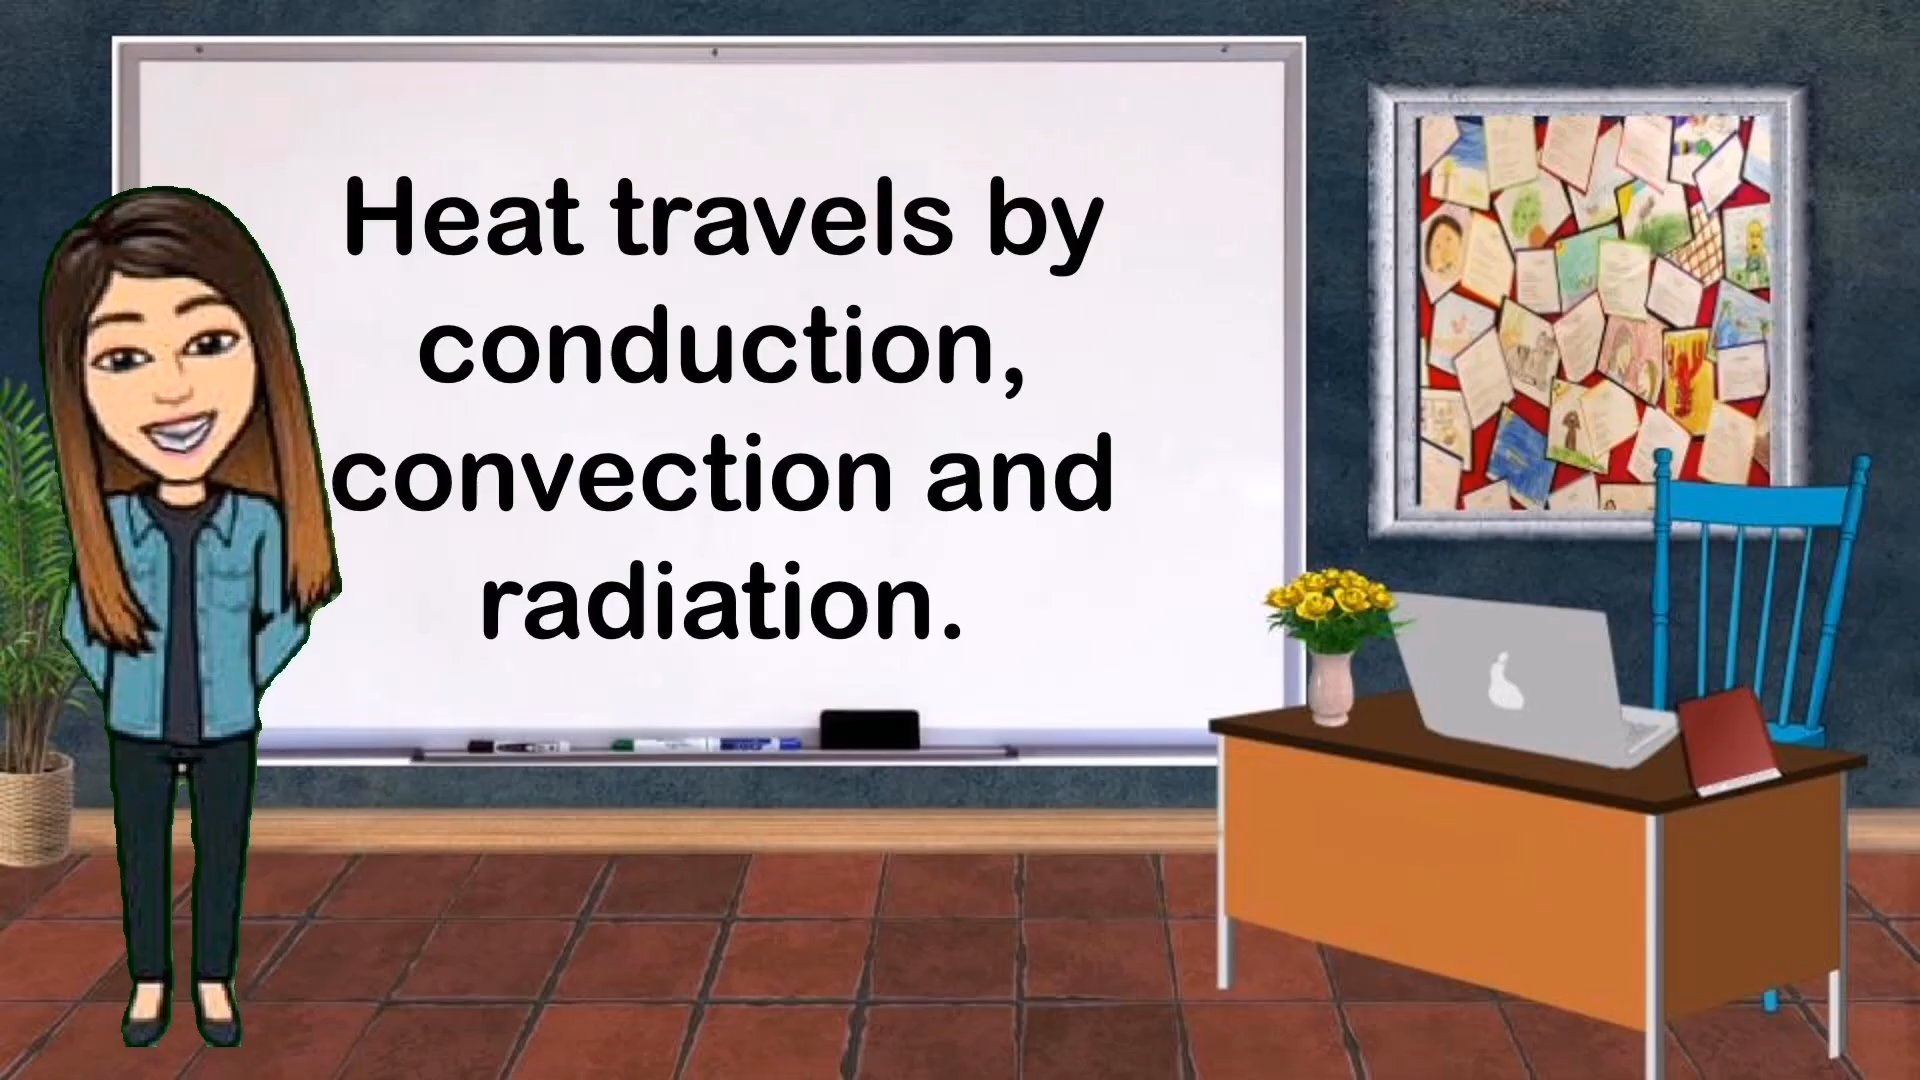 Heat travels by
conduction,
convection and
radiation.